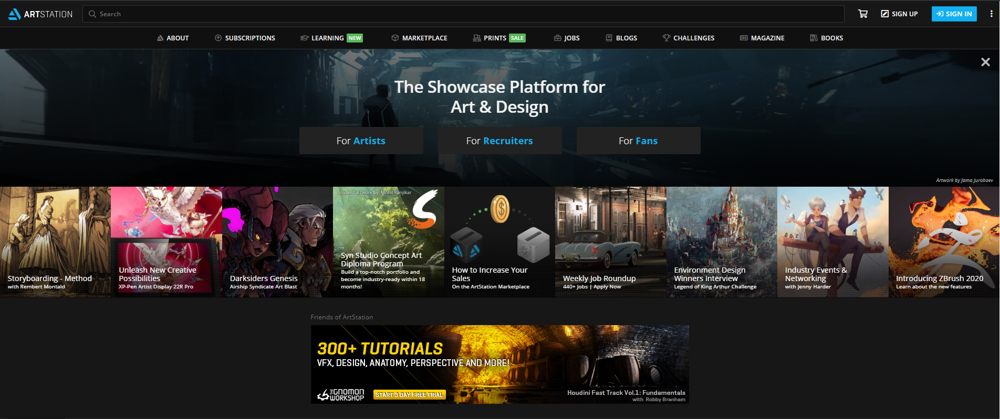 ARTSTATION
Search
SIGN UP
SIGN IN
ABOUT
SUBSCRIPTIONS
LEARNING NEW
MARKETPLACE
PRINTS SALE
JOBS
BLOGS
CHALLENGES
MAGAZINE
BOOKS
The Showcase Platform for
Art & Design
For Artists
For Recruiters
For Fans
Artwork by Jama Jurabaev
Storyboarding - Method
with Rembert Montald
Unleash New Creative
Possibilities
XP-Pen Artist Display 22R Pro
Darksiders Genesis
Airship Syndicate Art Blast
Student artwork by: Mohit Panjikar
Syn Studio Concept Art
Diploma Program
Build a top-notch portfolio and
become industry-ready within 18
months!
How to Increase Your
Sales
On the ArtStation Marketplace
Weekly Job Roundup
440+ Jobs | Apply Now
Environment Design
Winners Interview
Legend of King Arthur Challenge
Industry Events &
Networking
with Jenny Harder
Introducing ZBrush 2020
Learn about the new features
Friends of ArtStation
300+ TUTORIALS
VFX, DESIGN, ANATOMY, PERSPECTIVE AND MORE!
THE GNOMON
WORKSHOP
START 3 DAY FREE TRIAL
Houdini Fast Track Vol.1: Fundamentals
with Robby Branham